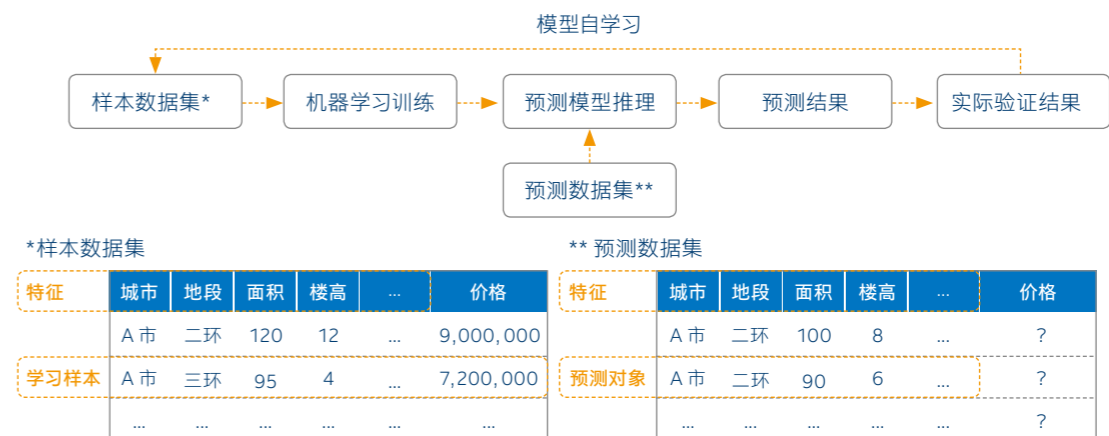 模型自学习
样本数据集* 机器学习训练 预测模型推理 预测结果 实际验证结果
预测数据集**
*样本数据集
特征 城市 地段 面积 楼高 ... 价格
A 市 二环 120 12 ... 9,000,000
学习样本 A 市 三环 95 4 ... 7,200,000
... ... ... ... ... ...
** 预测数据集
特征 城市 地段 面积 楼高 ... 价格
A 市 二环 100 8 ... ?
预测对象 A 市 二环 90 6 ... ?
... ... ... ... ... ?